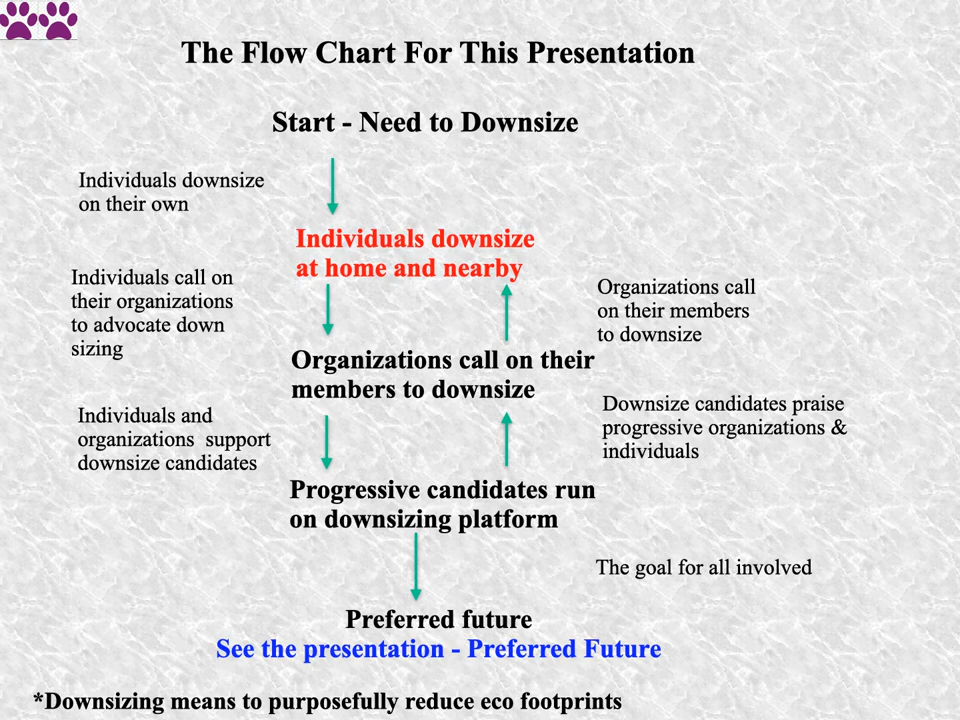 The Flow Chart For This Presentation
Start - Need to Downsize
Individuals downsize
on their own
Individuals downsize
at home and nearby
Individuals call on
their organizations
to advocate down
sizing
Organizations call
on their members
to downsize
Organizations call on their
members to downsize
Individuals and
organizations  support
downsize candidates
Downsize candidates praise
progressive organizations &
individuals
Progressive candidates run
on downsizing platform
The goal for all involved
Preferred future
See the presentation - Preferred Future
*Downsizing means to purposefully reduce eco footprints